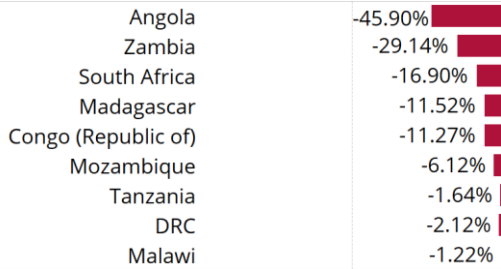 Angola -45.90%
Zambia -29.14%
South Africa -16.90%
Madagascar -11.52%
Congo (Republic of) -11.27%
Mozambique -6.12%
Tanzania -1.64%
DRC -2.12%
Malawi -1.22%